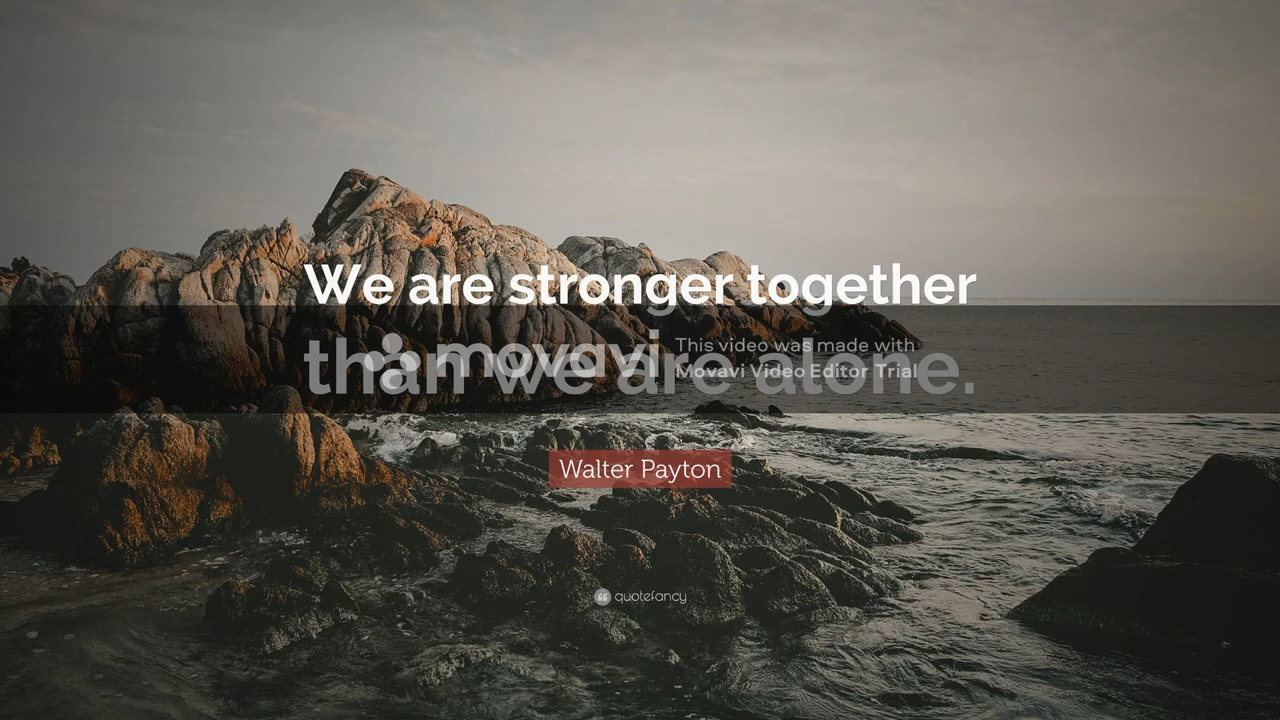 We are stronger together
than we are alone.
movavi
This video was made with
Movavi Video Editor Trial
Walter Payton
quotefancy